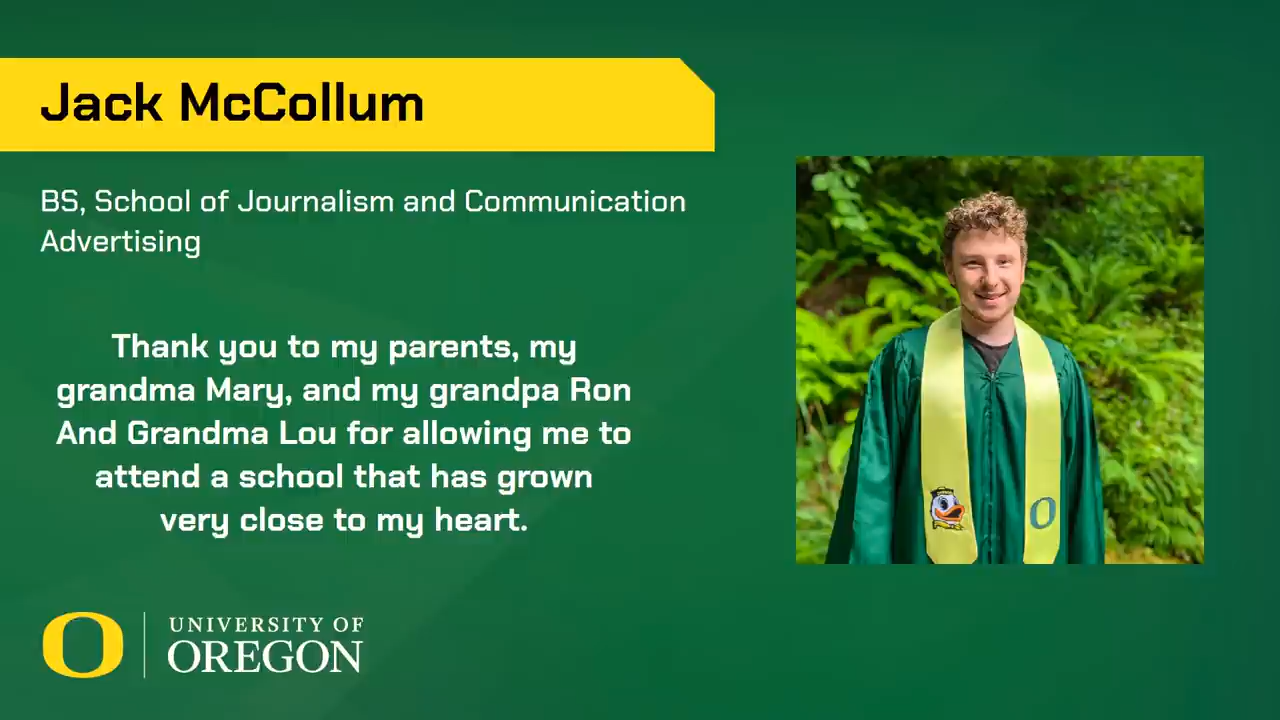 Jack McCollum
BS, School of Journalism and Communication
Advertising
Thank you to my parents, my
grandma Mary, and my grandpa Ron
And Grandma Lou for allowing me to
attend a school that has grown
very close to my heart.
O
O
UNIVERSITY OF
OREGON